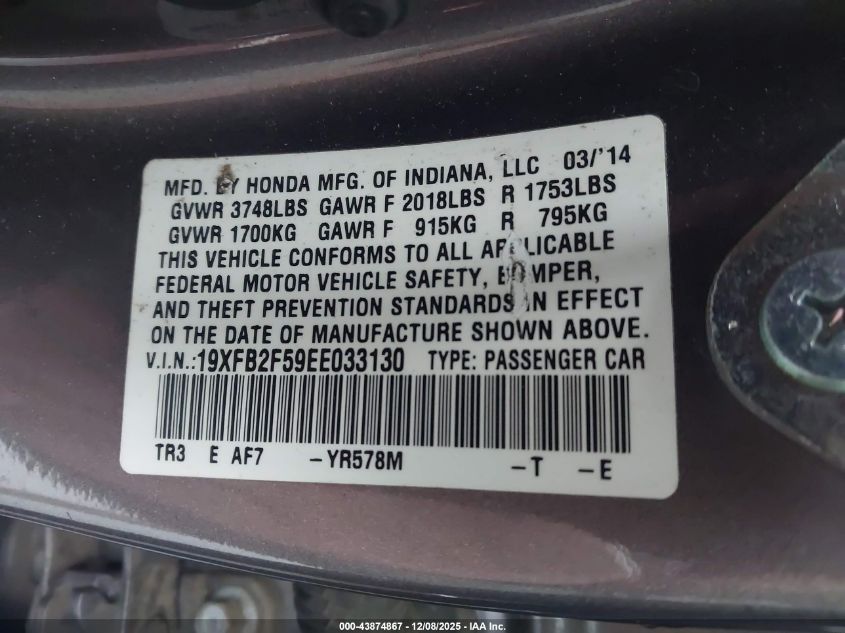 MFD. BY HONDA MFG. OF INDIANA, LLC 03/'14
GVWR 3748LBS GAWR F 2018LBS R 1753LBS
GVWR 1700KG GAWR F 915KG R 795KG
THIS VEHICLE CONFORMS TO ALL APPLICABLE
FEDERAL MOTOR VEHICLE SAFETY, BUMPER,
AND THEFT PREVENTION STANDARDS IN EFFECT
ON THE DATE OF MANUFACTURE SHOWN ABOVE.
V.I.N.:19XFB2F59EE033130 TYPE: PASSENGER CAR
TR3 E AF7 -YR578M -T -E
000-43874867 - 12/08/2025 - IAA Inc.